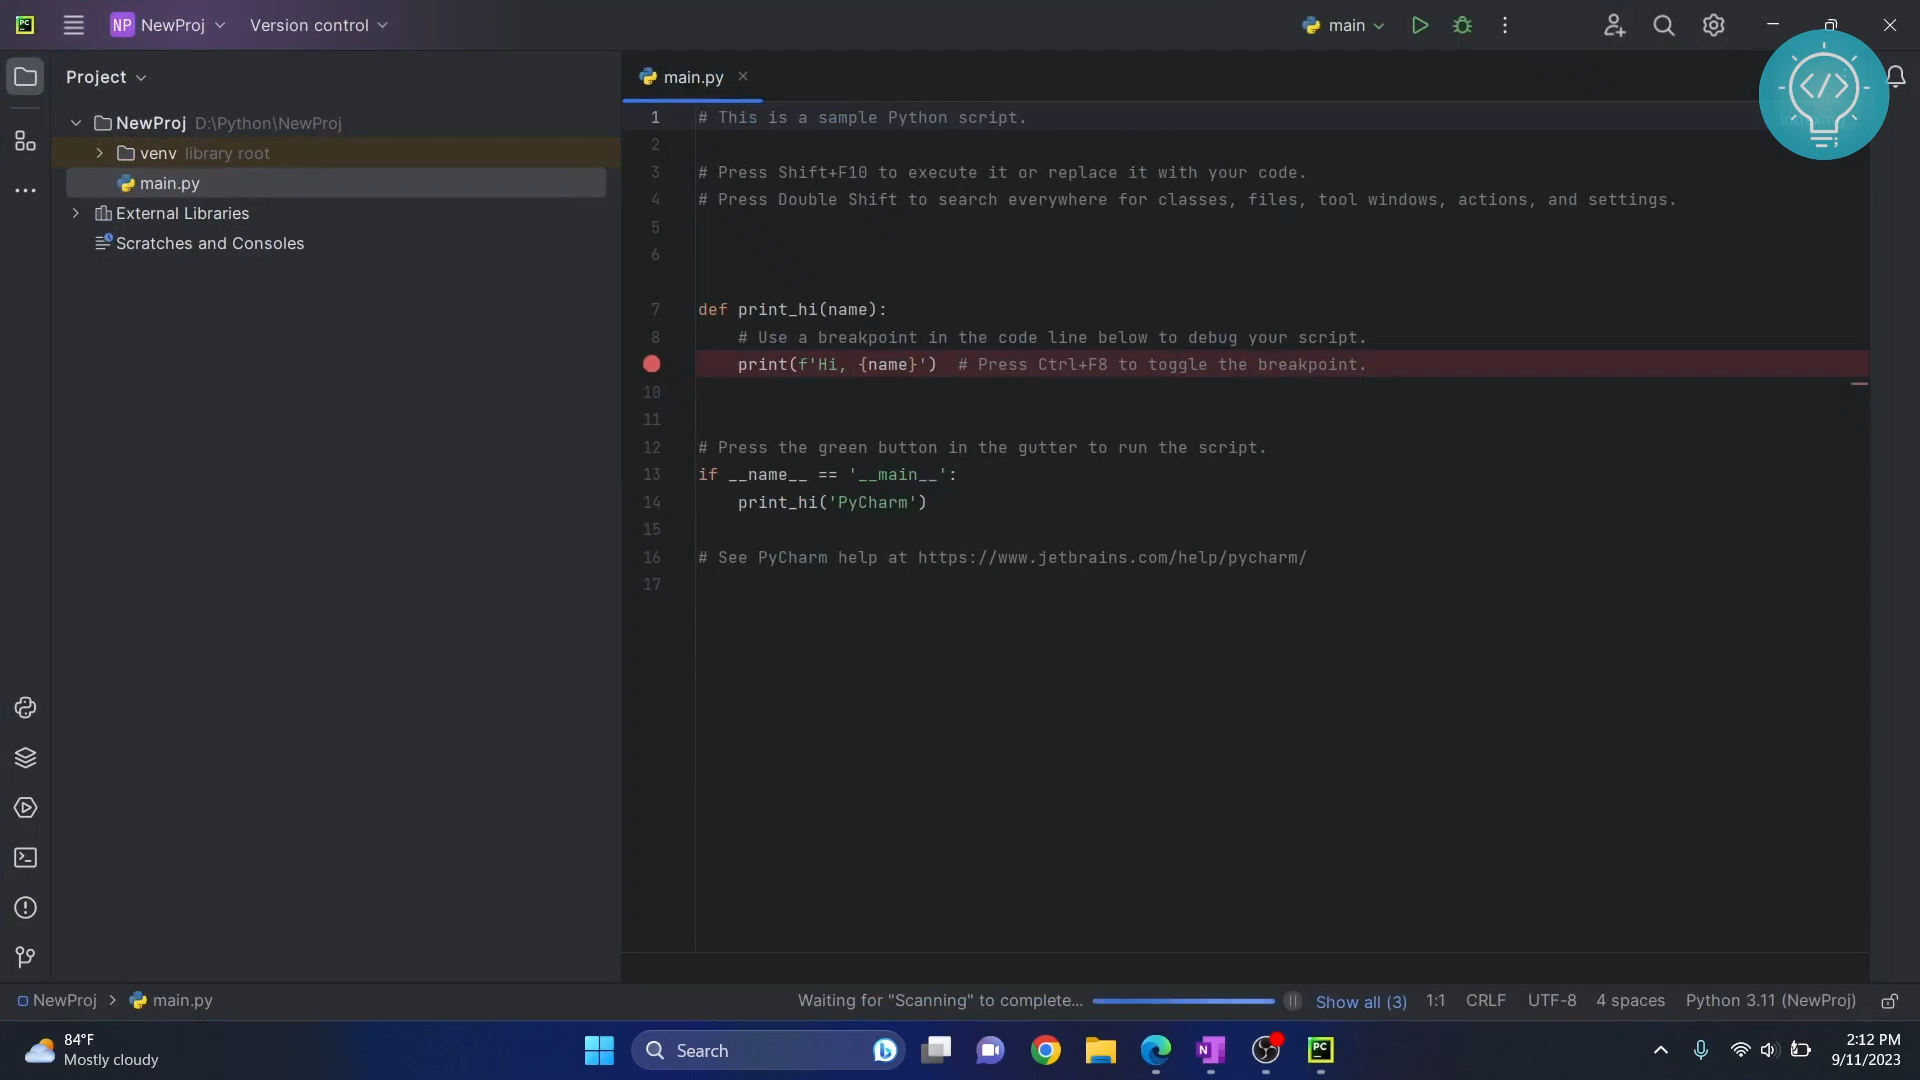 PC
NP NewProj
Version control
main
Project
main.py
NewProj D:\Python\NewProj
venv library root
main.py
External Libraries
Scratches and Consoles
1 # This is a sample Python script.
2
3 # Press Shift+F10 to execute it or replace it with your code.
4 # Press Double Shift to search everywhere for classes, files, tool windows, actions, and settings.
5
6
7 def print_hi(name):
8 # Use a breakpoint in the code line below to debug your script.
print(f'Hi, {name}') # Press Ctrl+F8 to toggle the breakpoint.
10
11
12 # Press the green button in the gutter to run the script.
13 if __name__ == '__main__':
14 print_hi('PyCharm')
15
16 # See PyCharm help at https://www.jetbrains.com/help/pycharm/
17
</>
NewProj > main.py
Waiting for "Scanning" to complete...
Show all (3)
1:1
CRLF
UTF-8
4 spaces
Python 3.11 (NewProj)
84°F
Mostly cloudy
Search
N
PC
2:12 PM
9/11/2023